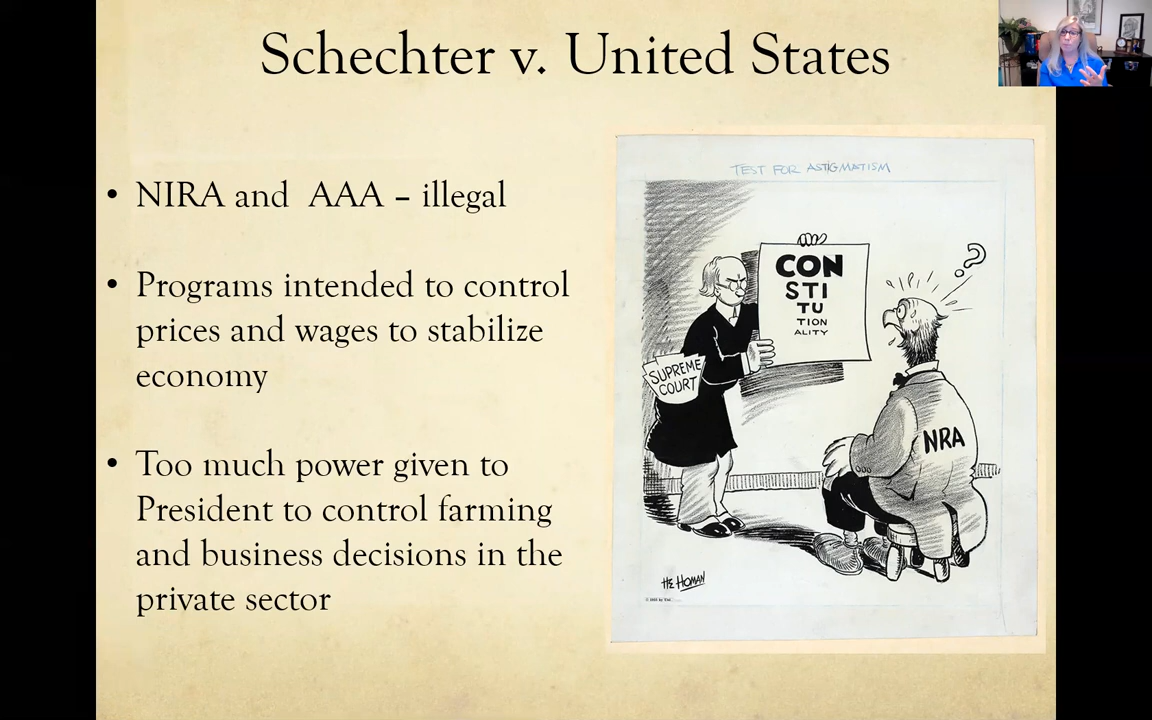 Schechter v. United States
• NIRA and AAA – illegal
• Programs intended to control
prices and wages to stabilize
economy
• Too much power given to
President to control farming
and business decisions in the
private sector
TEST FOR ASTIGMATISM
CON
STI
TU
TION
ALITY
?
SUPREME
COURT
NRA
HE HOMAN